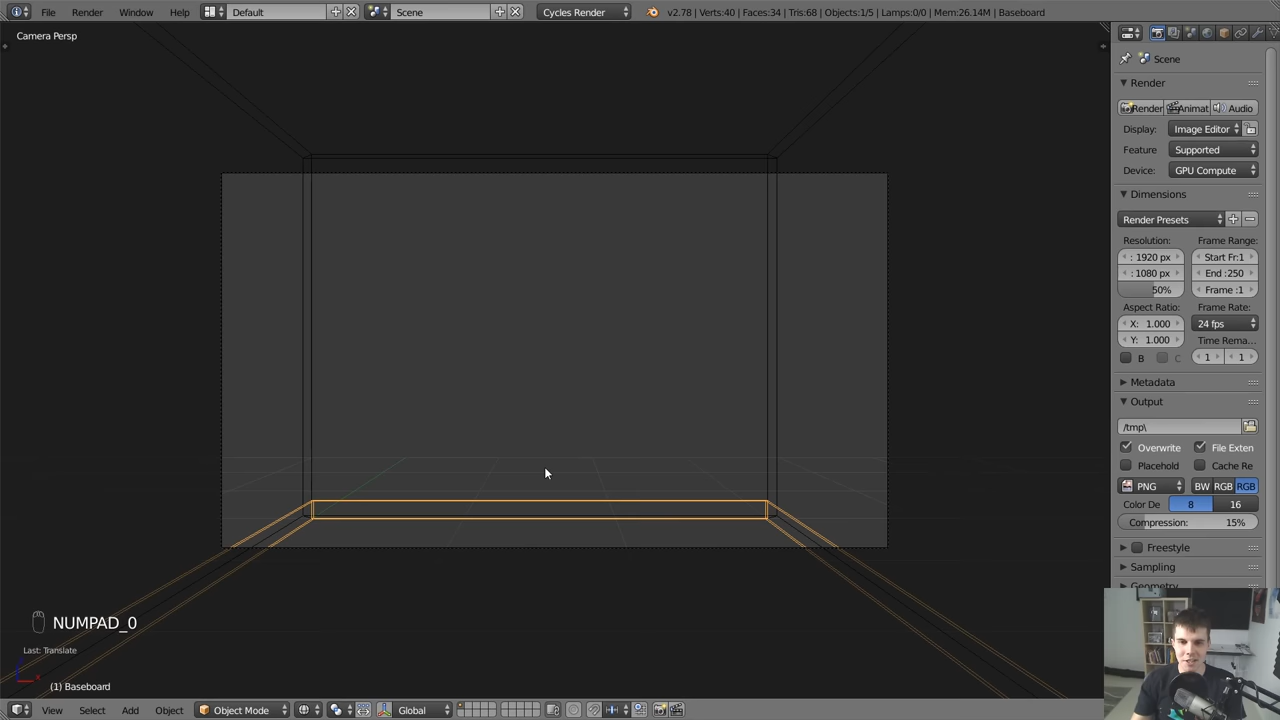 File Render Window Help Default Scene Cycles Render v2.78 | Verts:40 | Faces:34 | Tris:68 | Objects:1/5 | Lamps:0/0 | Mem:26.14M | Baseboard
Camera Persp
Scene
Render
Render Animat Audio
Display: Image Editor
Feature Supported
Device: GPU Compute
Dimensions
Render Presets
Resolution: Frame Range:
: 1920 px Start Fr:1
: 1080 px End :250
50% Frame :1
Aspect Ratio: Frame Rate:
X: 1.000 24 fps
Y: 1.000 Time Rema...
B C 1 1
Metadata
Output
/tmp\
Overwrite File Exten
Placehold Cache Re
PNG BW RGB RGB
Color De 8 16
Compression: 15%
Freestyle
Sampling
Geometry
NUMPAD_0
Last: Translate
(1) Baseboard
View Select Add Object Object Mode Global